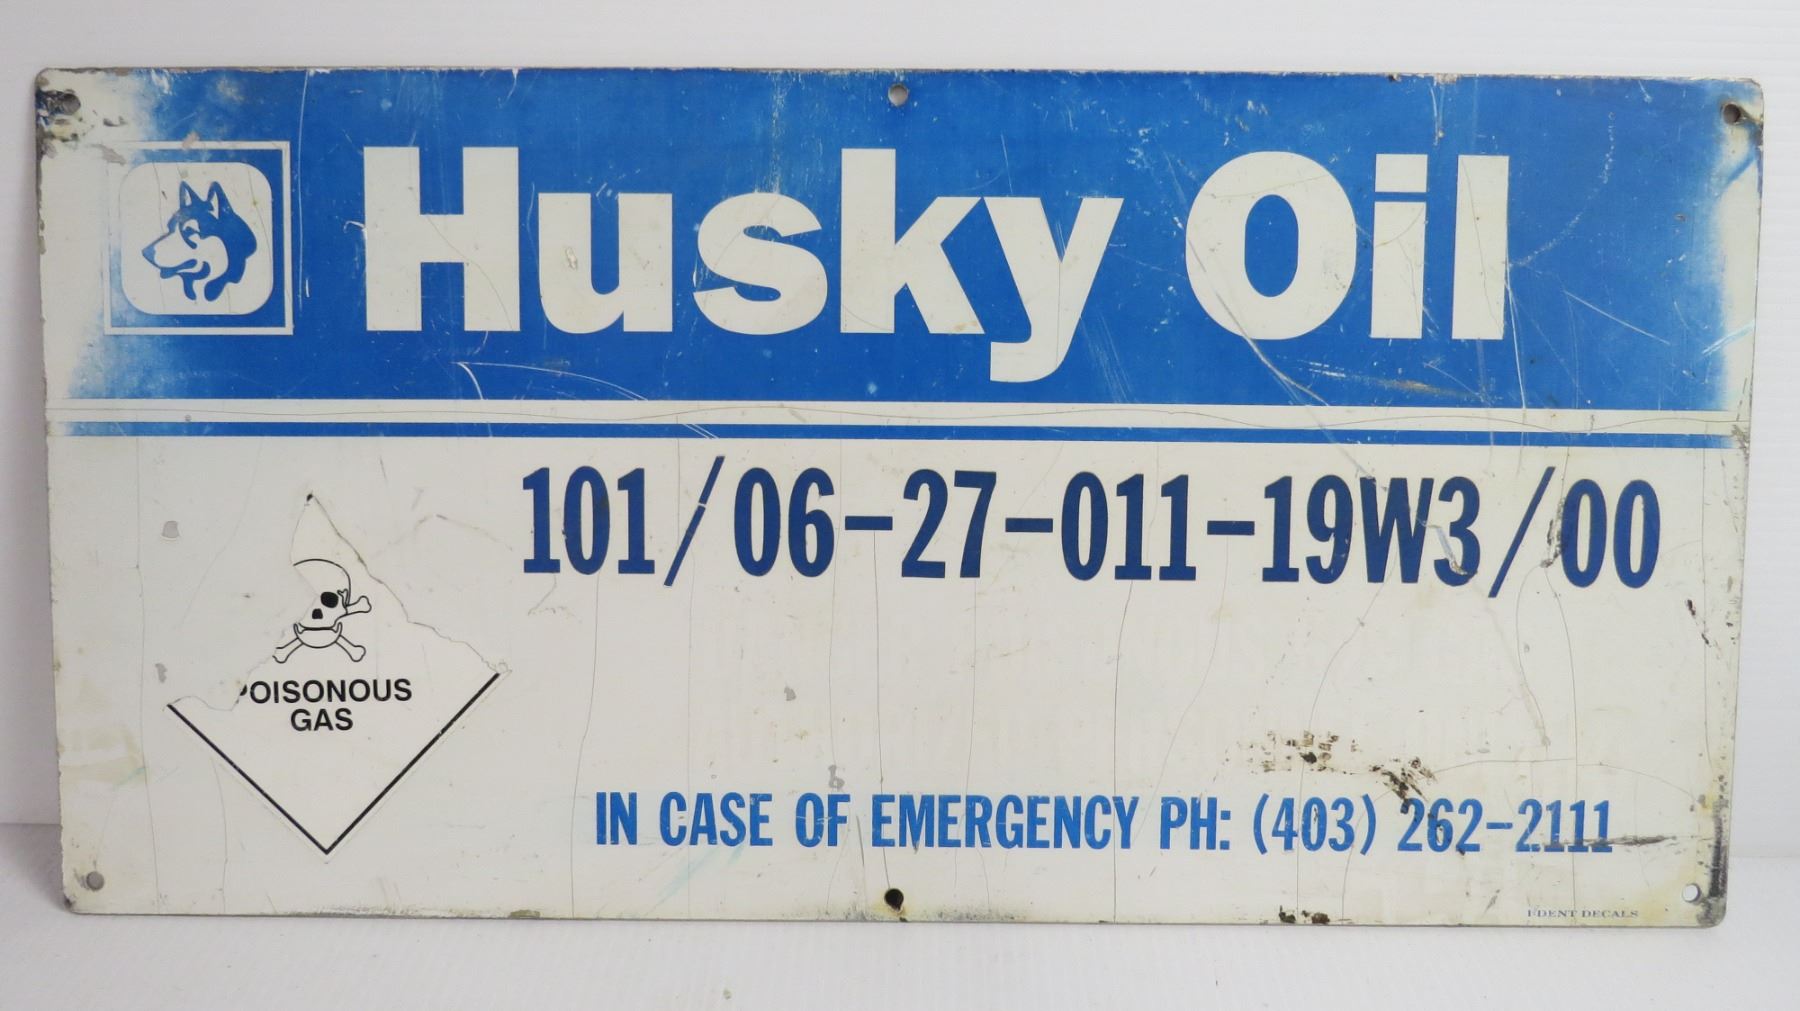 Husky Oil
101/06-27-011-19W3/00
POISONOUS
GAS
IN CASE OF EMERGENCY PH: (403) 262-2111
IDENT DECALS